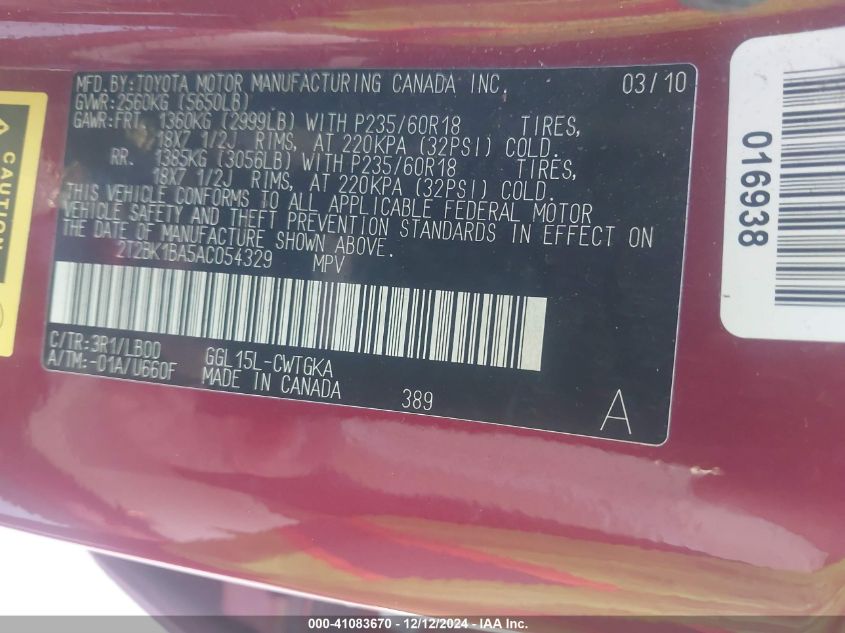 MFD.BY:TOYOTA MOTOR MANUFACTURING CANADA INC. 03/10
GVWR:2560KG (5650LB)
GAWR:FRT. 1360KG (2999LB) WITH P235/60R18 TIRES,
18X7 1/2J RIMS, AT 220KPA (32PSI) COLD.
RR. 1385KG (3056LB) WITH P235/60R18 TIRES,
18X7 1/2J RIMS, AT 220KPA (32PSI) COLD.
THIS VEHICLE CONFORMS TO ALL APPLICABLE FEDERAL MOTOR
VEHICLE SAFETY AND THEFT PREVENTION STANDARDS IN EFFECT ON
THE DATE OF MANUFACTURE SHOWN ABOVE.
2T2BK1BA5AC054329 MPV
C/TR:3R1/LB00
A/TM:-01A/U660F
GGL15L-CWTGKA
MADE IN CANADA
389
A
CAUTION
016938
000-41083670 - 12/12/2024 - IAAI.COM